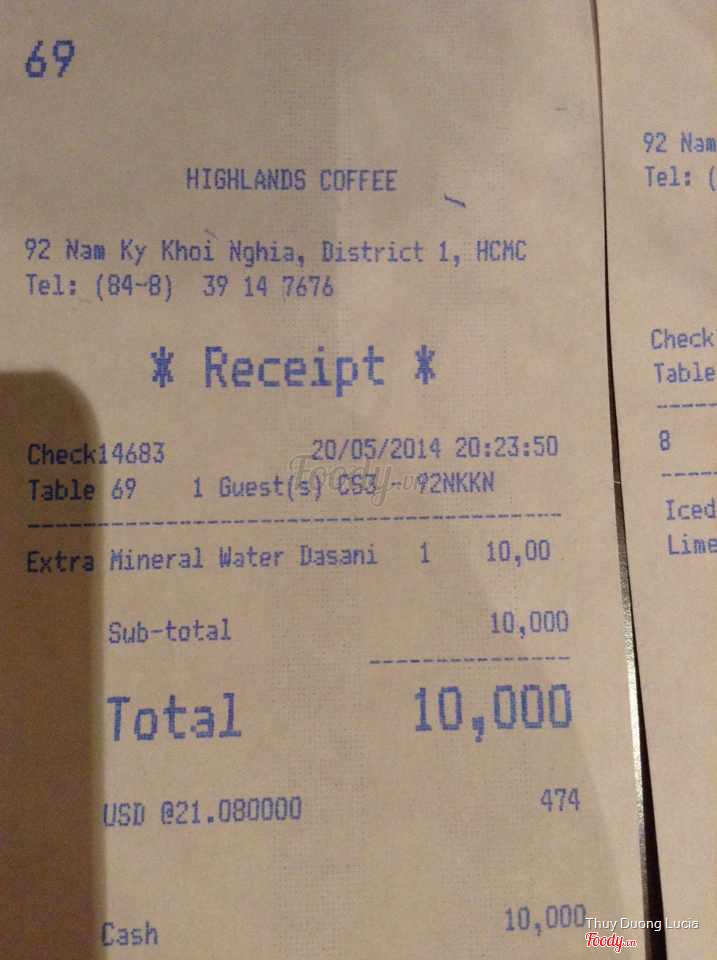 69
HIGHLANDS COFFEE
92 Nam Ky Khoi Nghia, District 1, HCMC
Tel: (84-8) 39 14 7676
* Receipt *
Check14683 20/05/2014 20:23:50
Table 69 1 Guest(s) CS3 - 92NKKN
Extra Mineral Water Dasani 1 10,00
Sub-total 10,000
Total 10,000
USD @21.080000 474
Cash 10,000
92 Nam
Tel: (
Check
Table
8
Iced
Lime
Foody.vn
Thuy Duong Lucia
Foody.vn